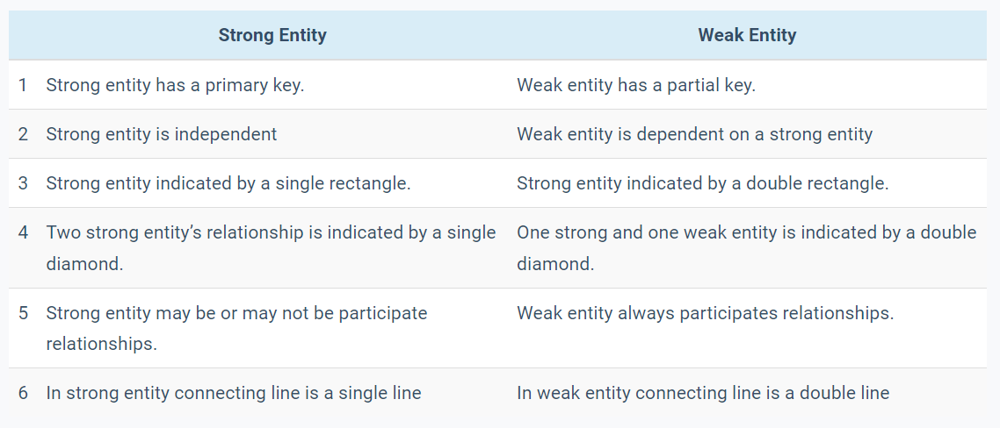 Strong Entity Weak Entity
1 Strong entity has a primary key. Weak entity has a partial key.
2 Strong entity is independent Weak entity is dependent on a strong entity
3 Strong entity indicated by a single rectangle. Strong entity indicated by a double rectangle.
4 Two strong entity’s relationship is indicated by a single diamond. One strong and one weak entity is indicated by a double diamond.
5 Strong entity may be or may not be participate relationships. Weak entity always participates relationships.
6 In strong entity connecting line is a single line In weak entity connecting line is a double line